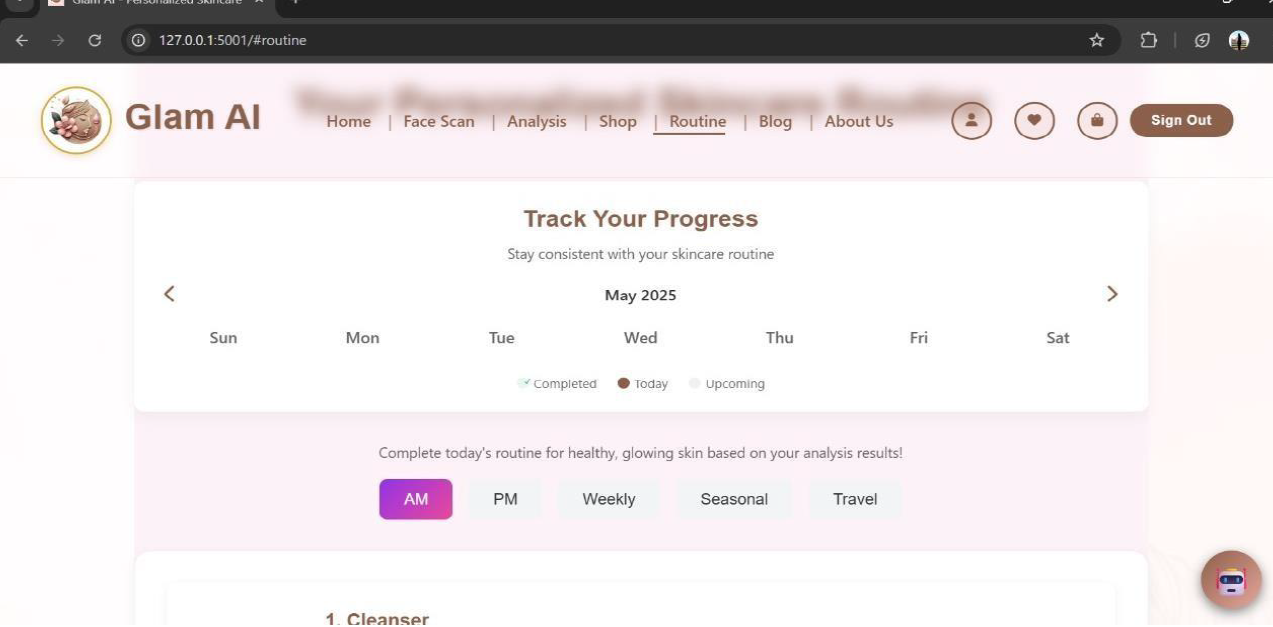 Glam AI - Personalized Skincare
127.0.0.1:5001/#routine
Your Personalized Skincare Routine
Glam AI
Home | Face Scan | Analysis | Shop | Routine | Blog | About Us
Sign Out
Track Your Progress
Stay consistent with your skincare routine
May 2025
Sun Mon Tue Wed Thu Fri Sat
Completed Today Upcoming
Complete today's routine for healthy, glowing skin based on your analysis results!
AM PM Weekly Seasonal Travel
1. Cleanser